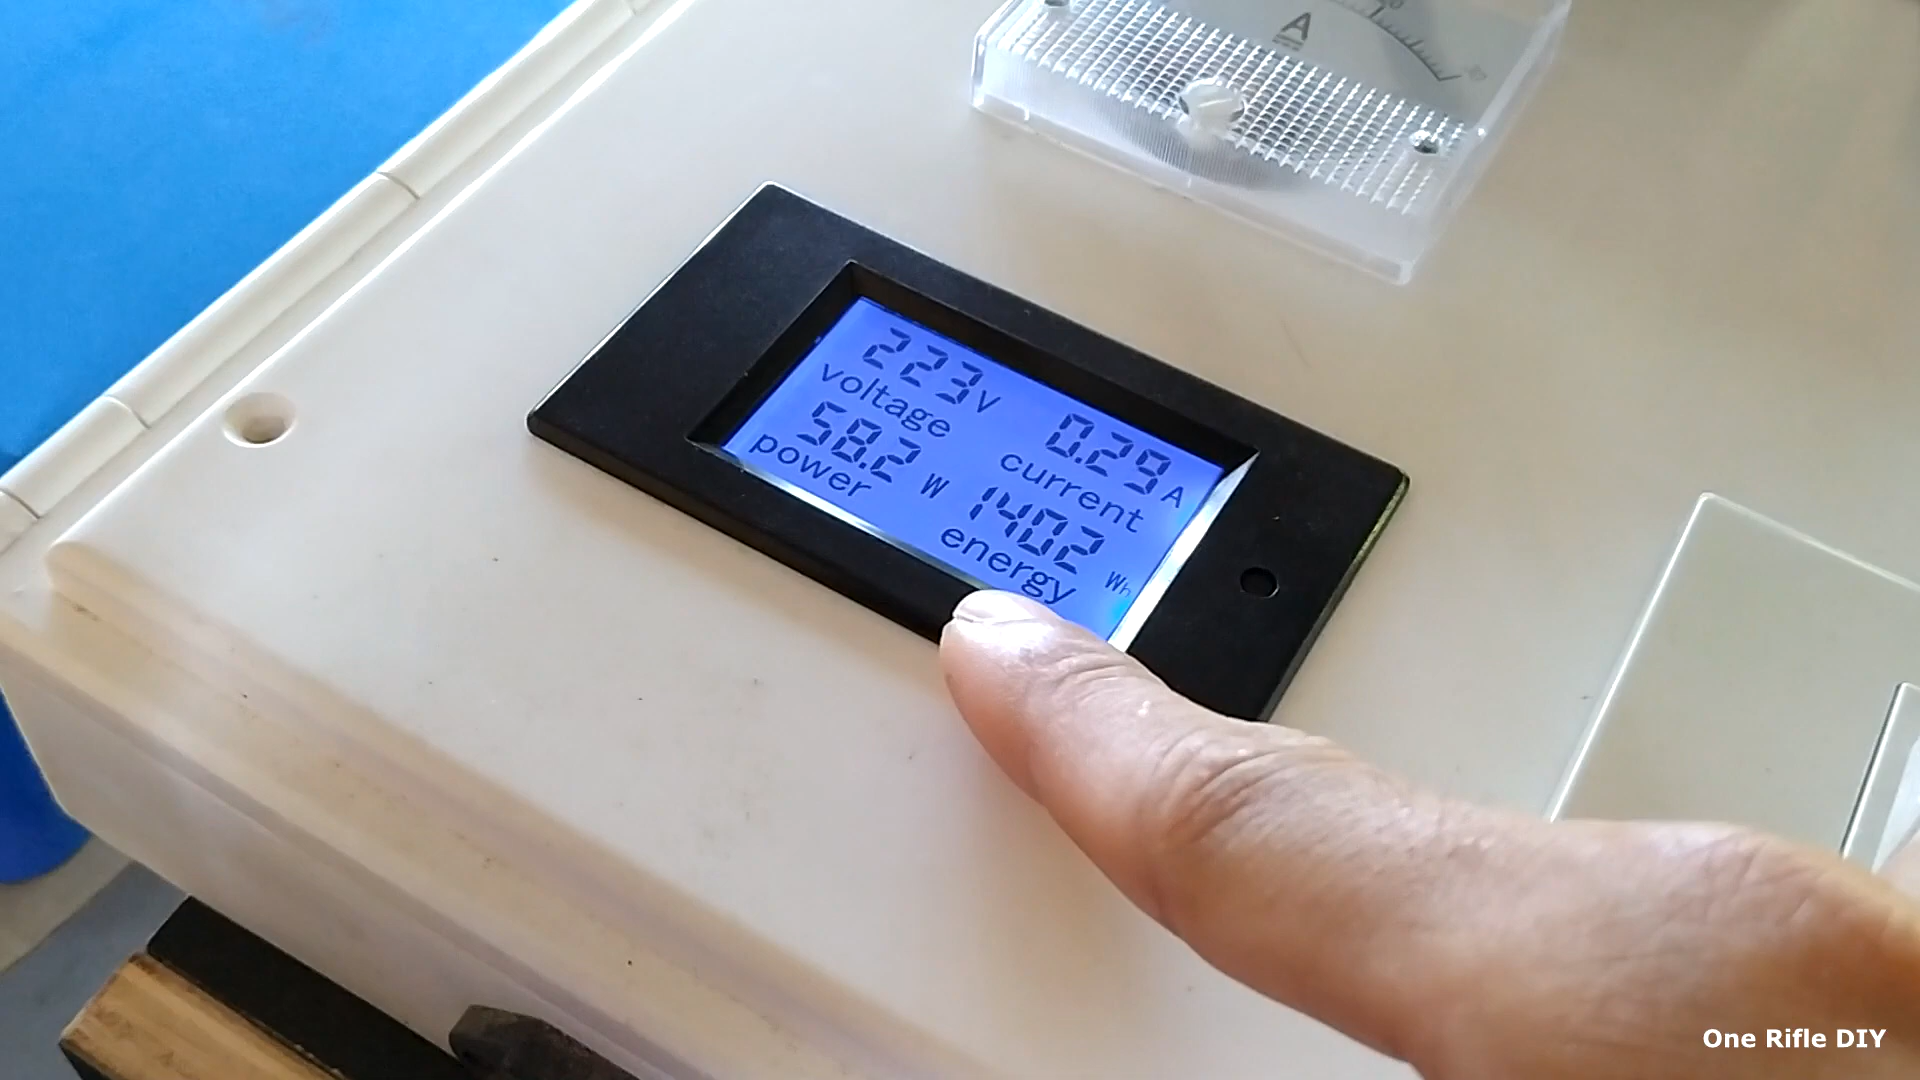 A
223V
voltage
0.29A
current
58.2 W
power
1402 Wh
energy
One Rifle DIY